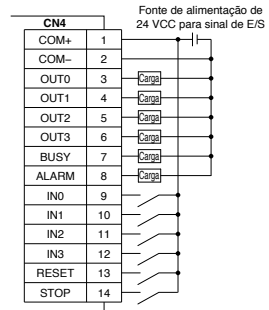 Fonte de alimentação de
24 VCC para sinal de E/S
CN4
COM+ 1
COM− 2
OUT0 3 Carga
OUT1 4 Carga
OUT2 5 Carga
OUT3 6 Carga
BUSY 7 Carga
ALARM 8 Carga
IN0 9
IN1 10
IN2 11
IN3 12
RESET 13
STOP 14